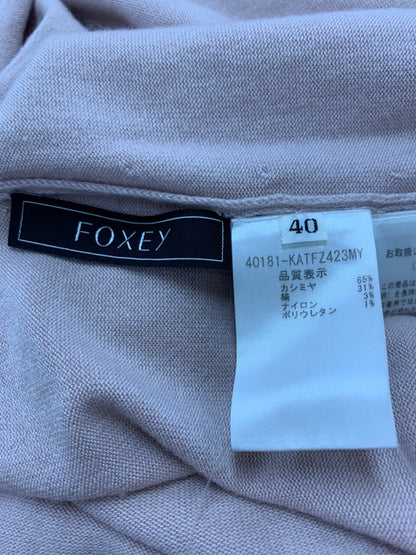 FOXEY
40
40181-KATFZ423MY
品質表示
カシミヤ 65%
絹 31%
ナイロン 3%
ポリウレタン 1%
お取扱
この商品は